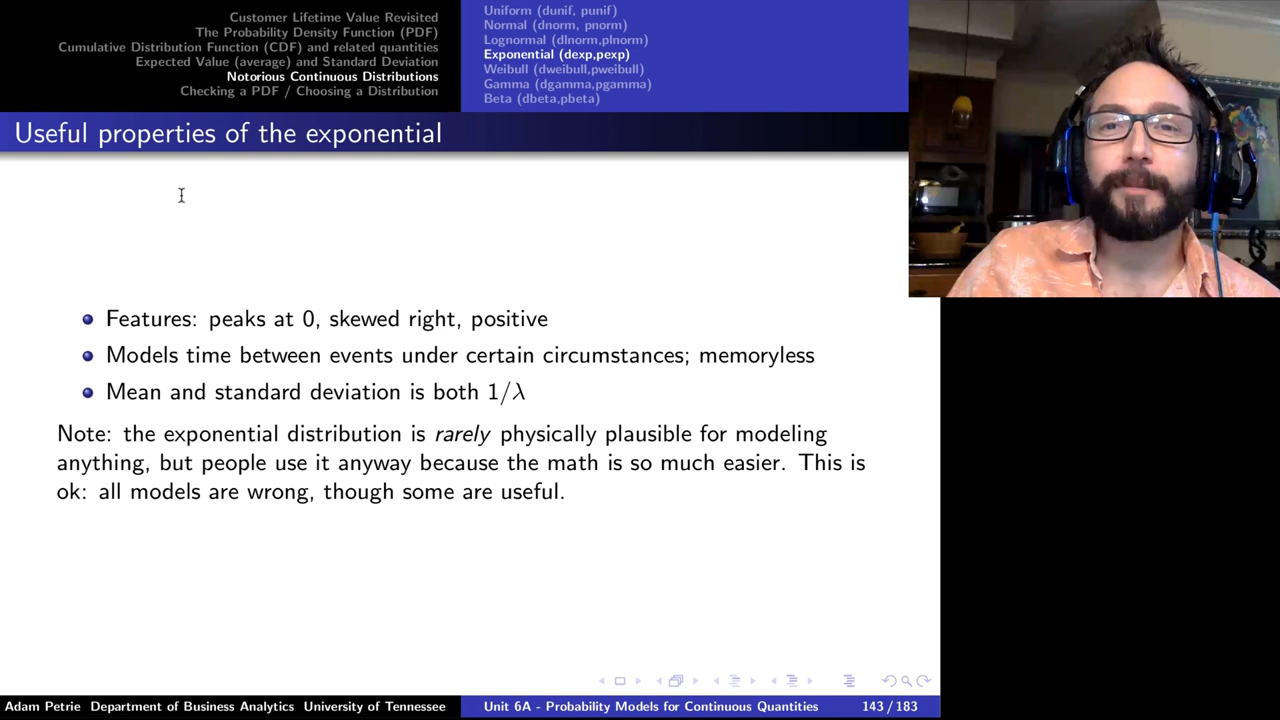 Customer Lifetime Value Revisited
The Probability Density Function (PDF)
Cumulative Distribution Function (CDF) and related quantities
Expected Value (average) and Standard Deviation
Notorious Continuous Distributions
Checking a PDF / Choosing a Distribution
Uniform (dunif, punif)
Normal (dnorm, pnorm)
Lognormal (dlnorm,plnorm)
Exponential (dexp,pexp)
Weibull (dweibull,pweibull)
Gamma (dgamma,pgamma)
Beta (dbeta,pbeta)
Useful properties of the exponential
Features: peaks at 0, skewed right, positive
Models time between events under certain circumstances; memoryless
Mean and standard deviation is both 1/λ
Note: the exponential distribution is rarely physically plausible for modeling
anything, but people use it anyway because the math is so much easier. This is
ok: all models are wrong, though some are useful.
Adam Petrie Department of Business Analytics University of Tennessee
Unit 6A - Probability Models for Continuous Quantities
143 / 183